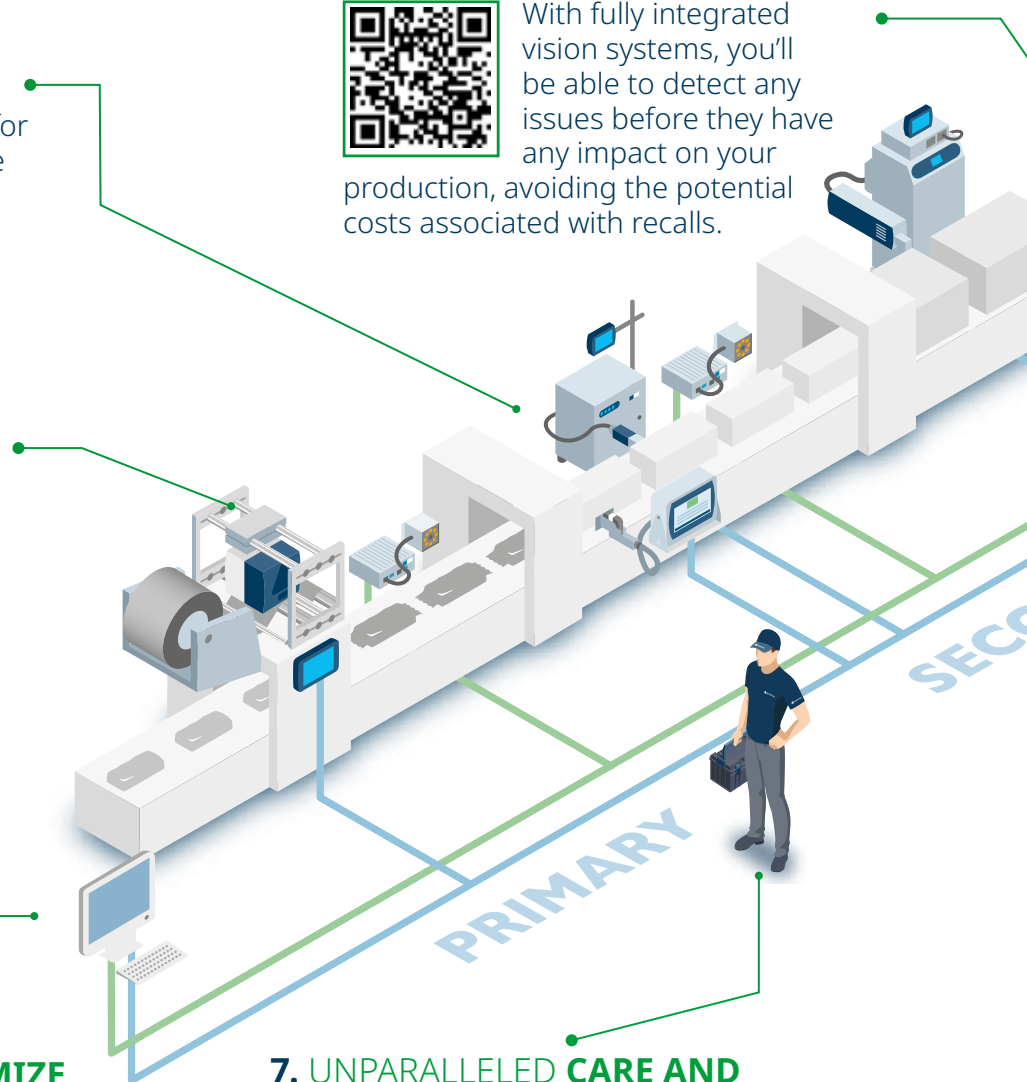 With fully integrated
vision systems, you'll
be able to detect any
issues before they have
any impact on your
production, avoiding the potential
costs associated with recalls.
PRIMARY
7. UNPARALLELED CARE AND